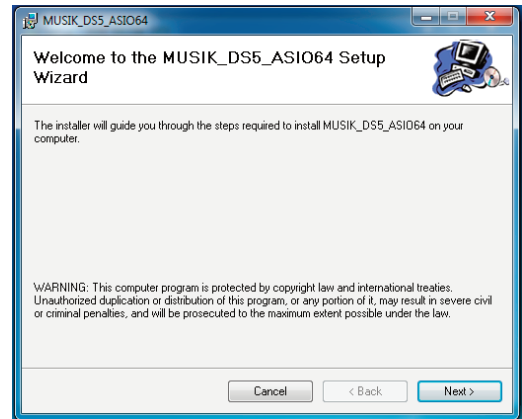 MUSIK_DS5_ASIO64
Welcome to the MUSIK_DS5_ASIO64 Setup
Wizard
The installer will guide you through the steps required to install MUSIK_DS5_ASIO64 on your
computer.
WARNING: This computer program is protected by copyright law and international treaties.
Unauthorized duplication or distribution of this program, or any portion of it, may result in severe civil
or criminal penalties, and will be prosecuted to the maximum extent possible under the law.
Cancel
< Back
Next >